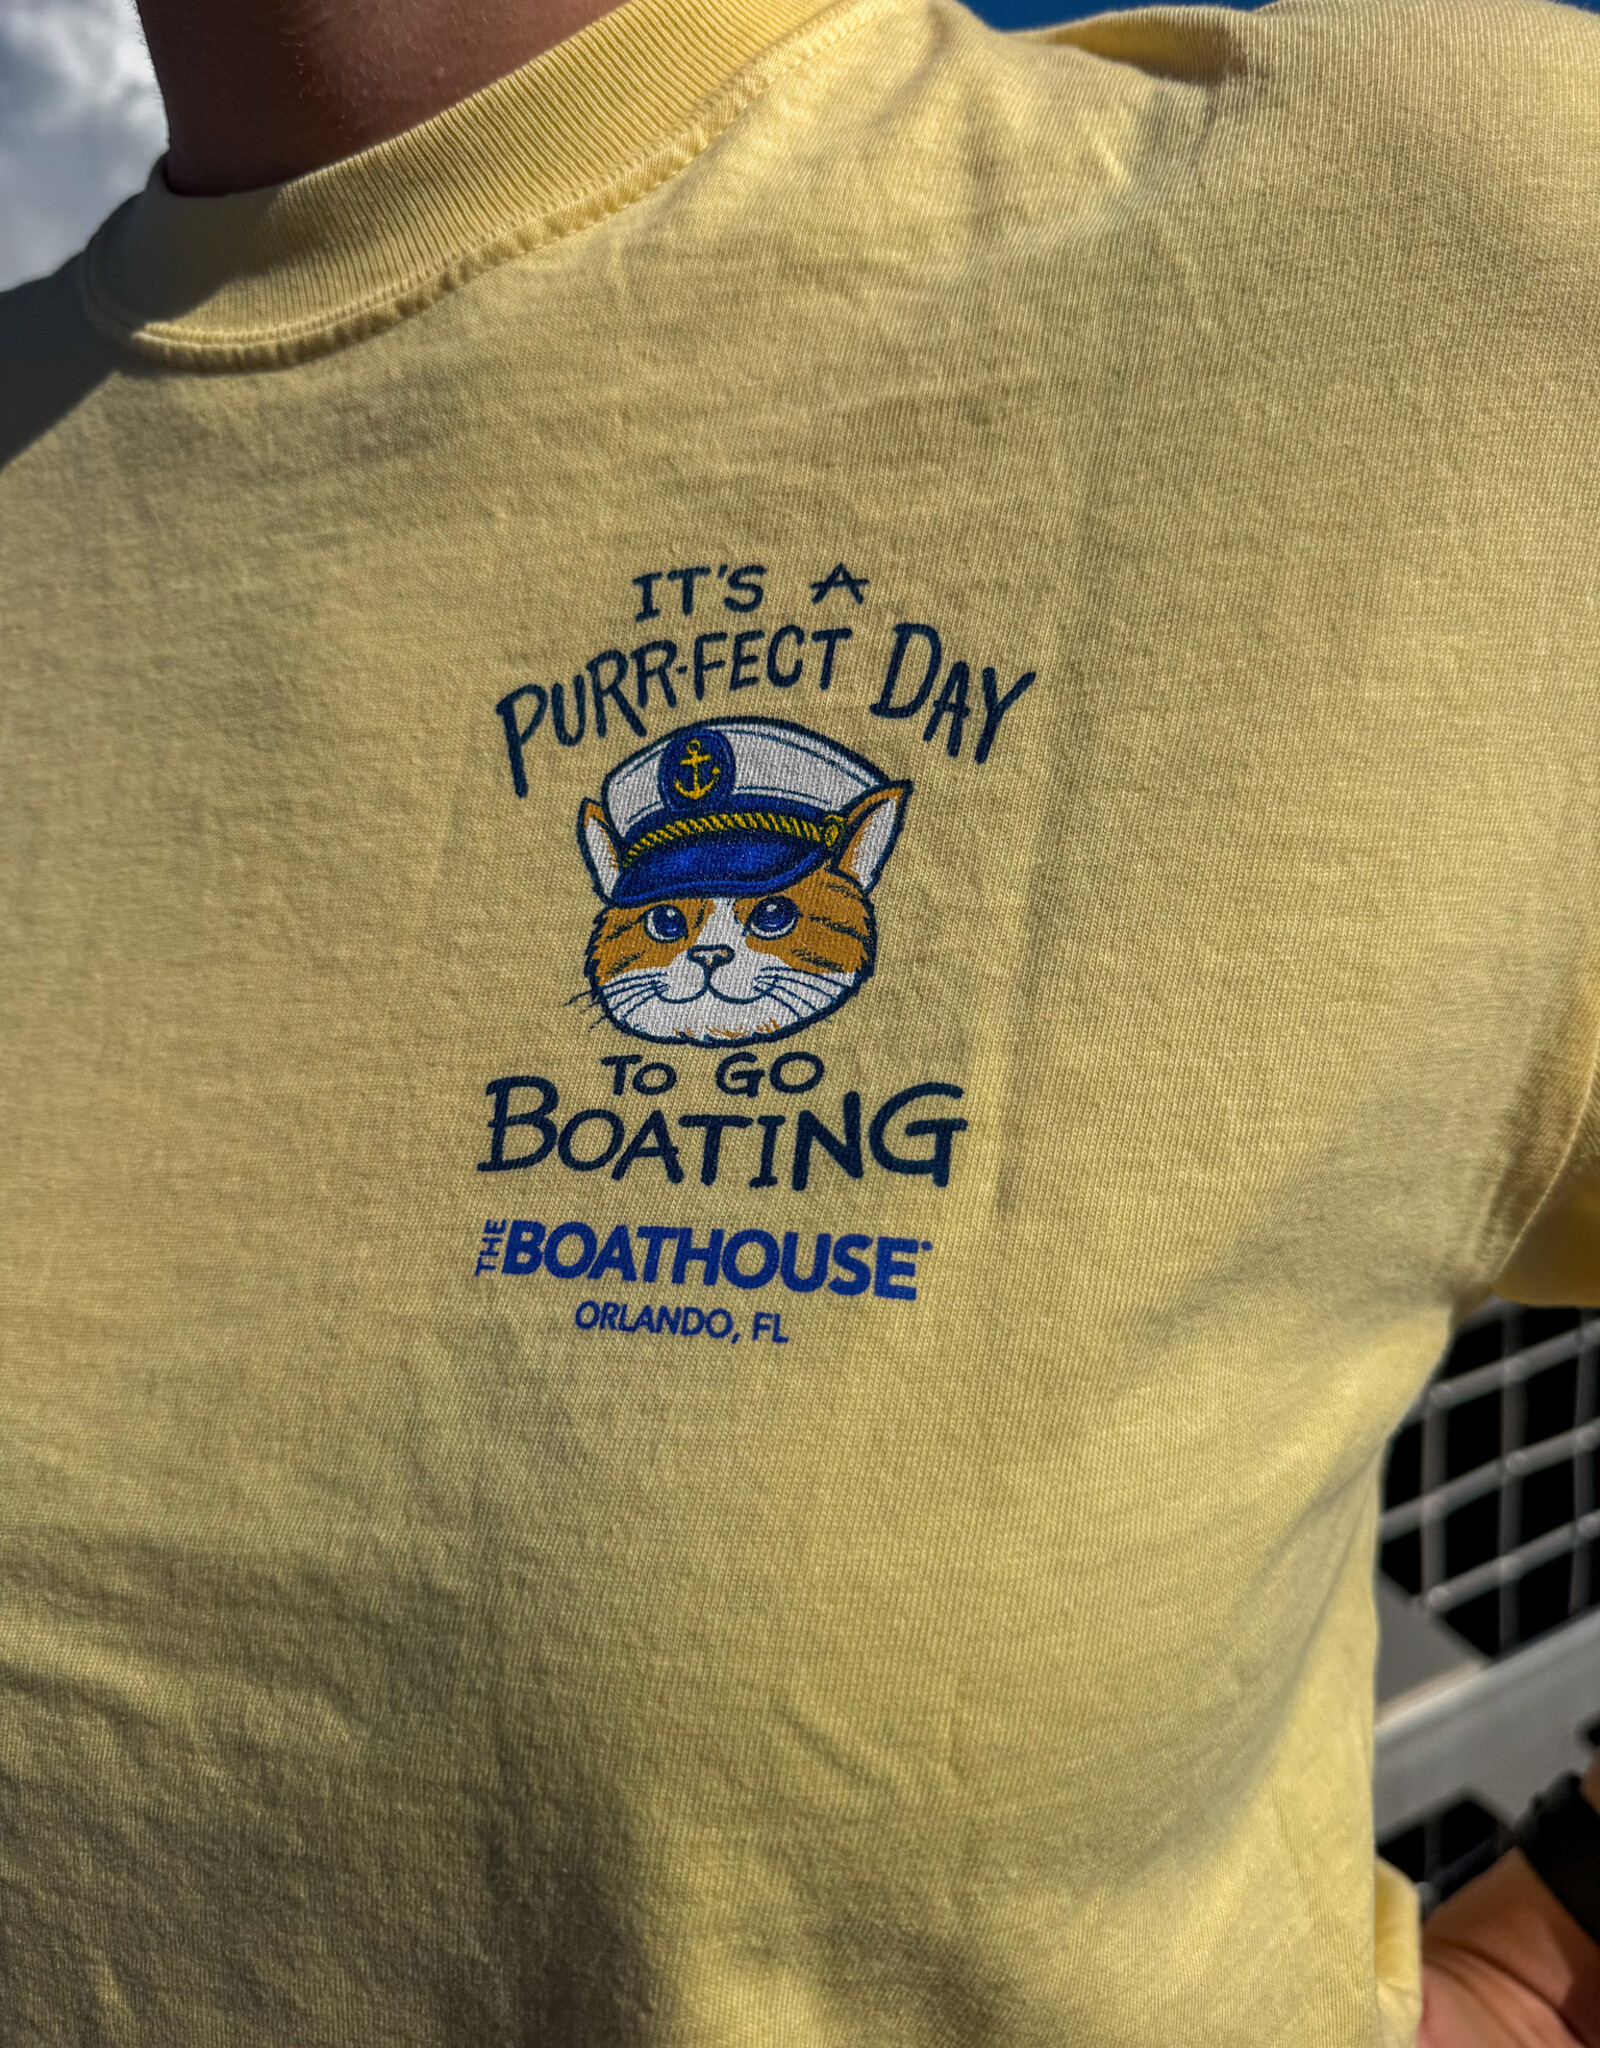 IT'S A
PURR-FECT DAY
TO GO
BOATING
THE BOATHOUSE
ORLANDO, FL